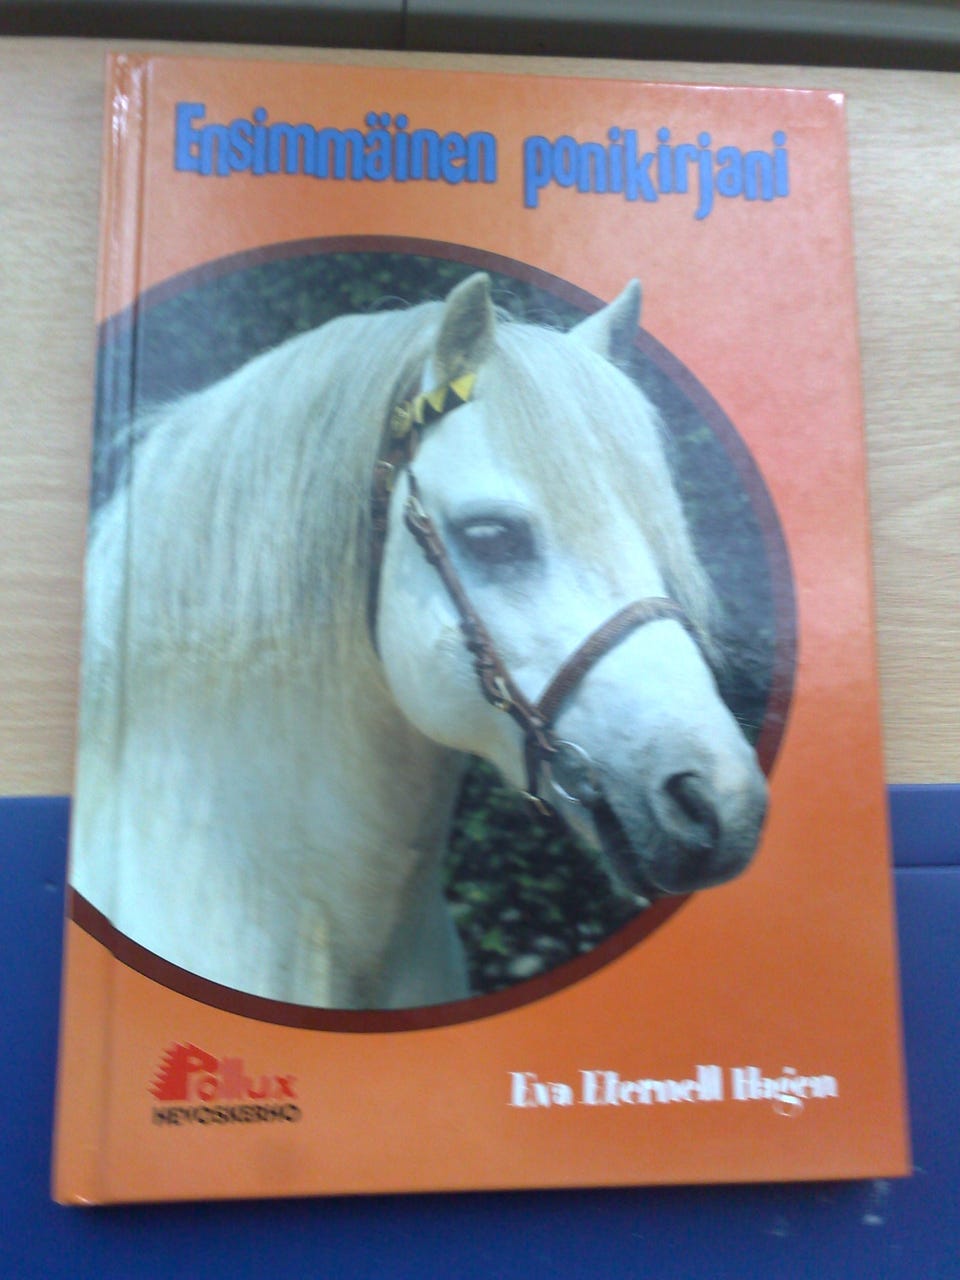 Ensimmäinen ponikirjani
Pollux
HEVOSKERHO
Eva Eternell Hagen